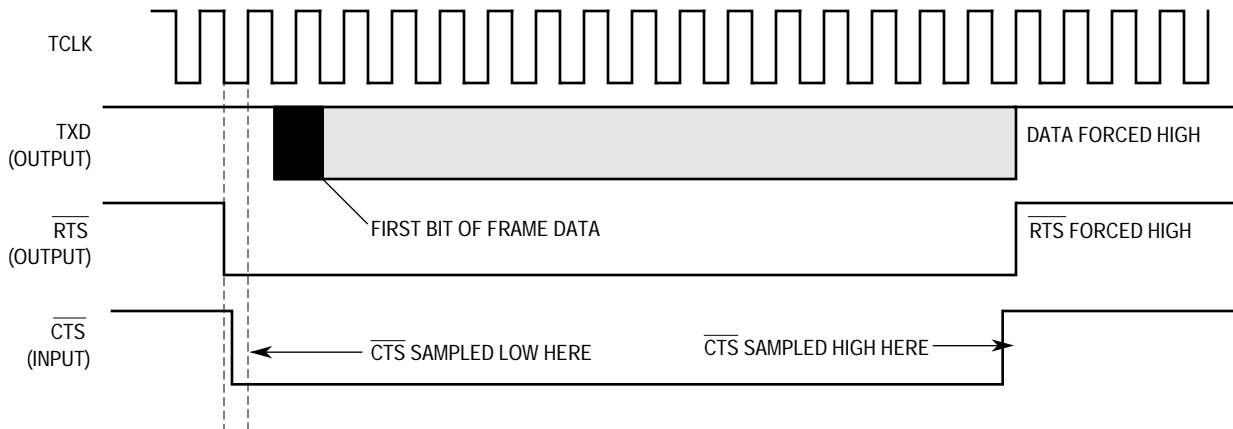 TCLK
TXD
(OUTPUT)
DATA FORCED HIGH
FIRST BIT OF FRAME DATA
RTS
(OUTPUT)
RTS FORCED HIGH
CTS
(INPUT)
CTS SAMPLED LOW HERE
CTS SAMPLED HIGH HERE